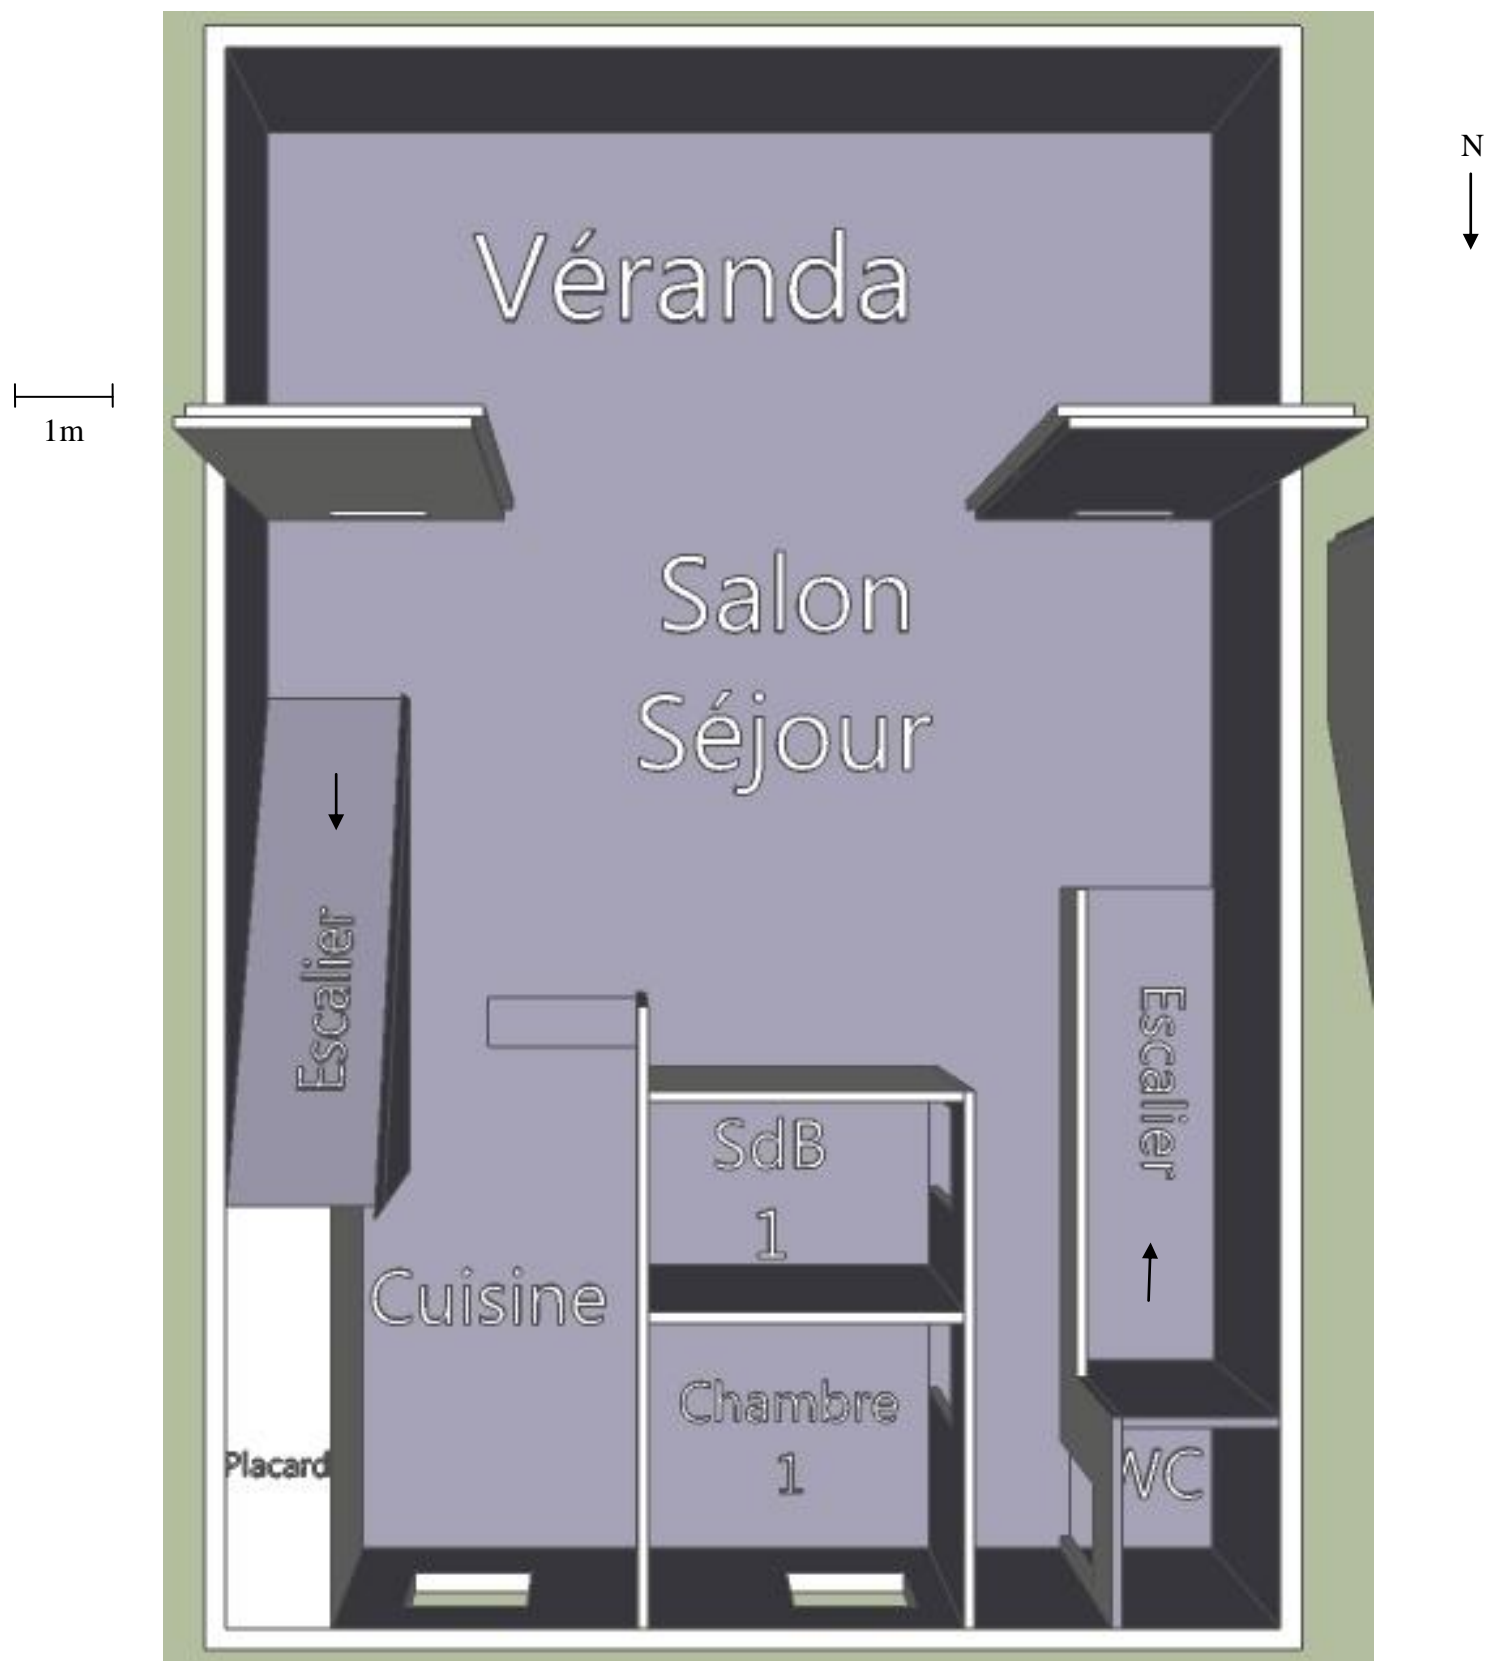 N
Véranda
1m
Salon
Séjour
Escalier
Escalier
SdB
1
Cuisine
Chambre
1
Placard
WC